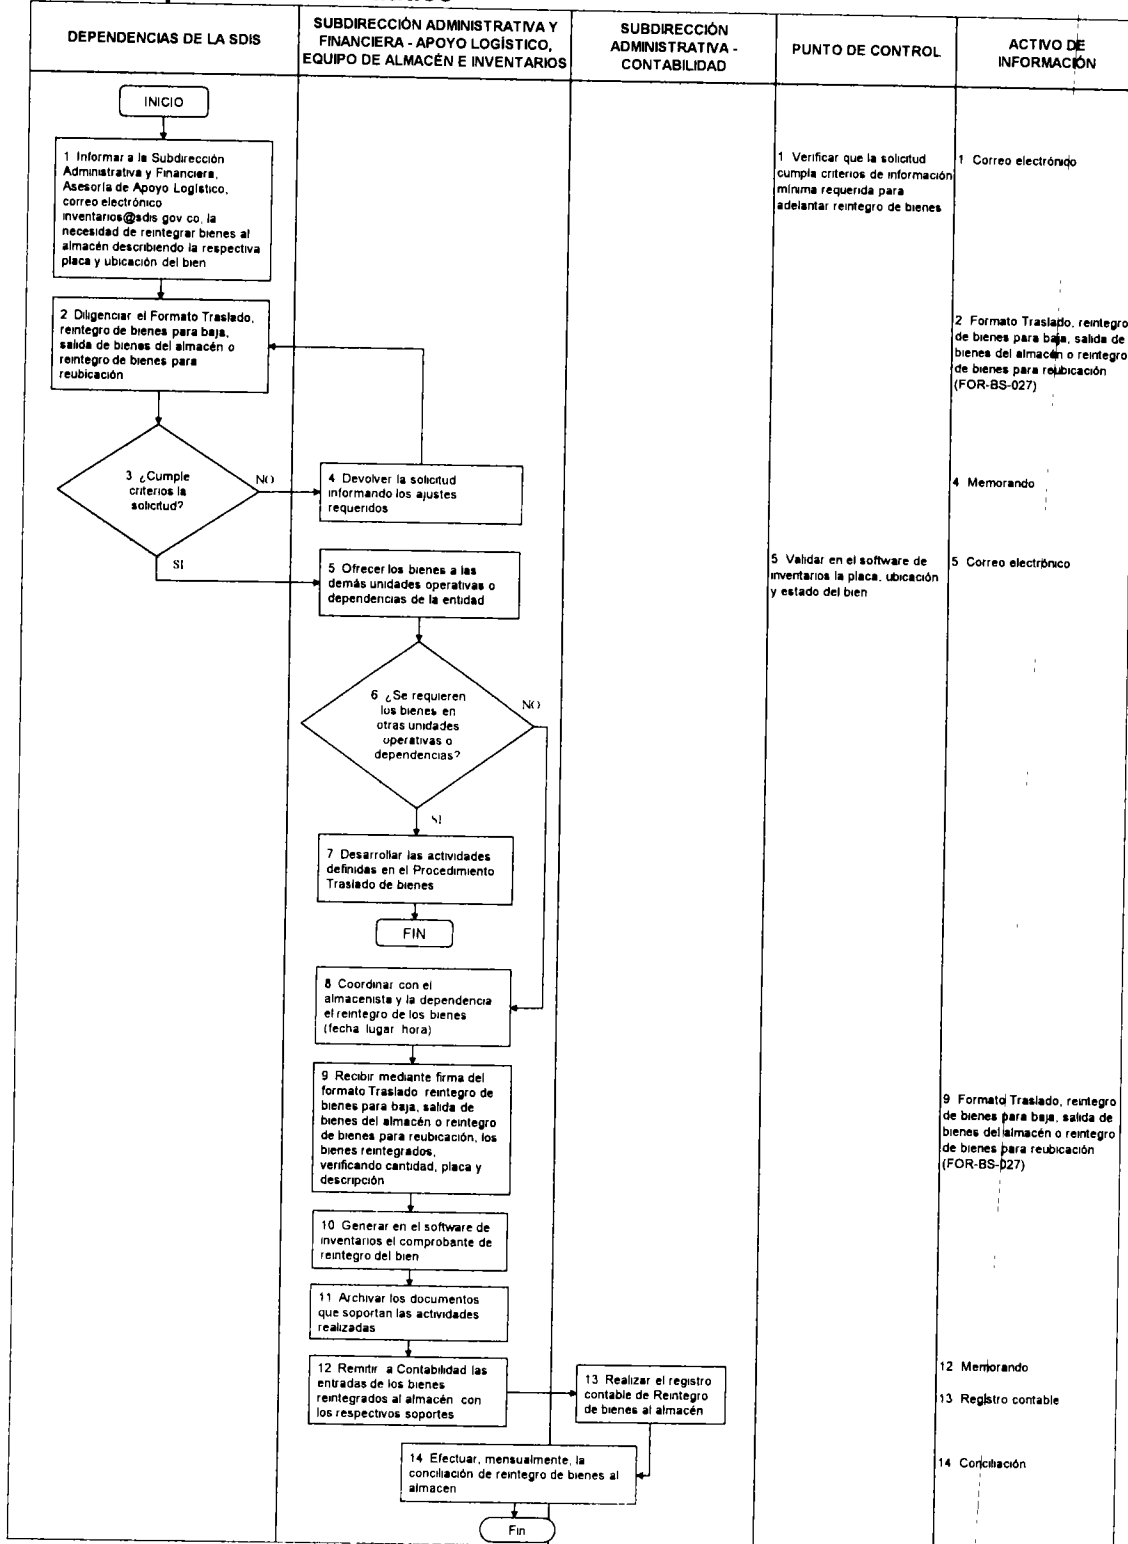 DEPENDENCIAS DE LA SDIS
SUBDIRECCIÓN ADMINISTRATIVA Y
FINANCIERA - APOYO LOGÍSTICO,
EQUIPO DE ALMACÉN E INVENTARIOS
SUBDIRECCIÓN
ADMINISTRATIVA -
CONTABILIDAD
PUNTO DE CONTROL
ACTIVO DE
INFORMACIÓN
INICIO
1 Informar a la Subdirección
Administrativa y Financiera,
Asesoría de Apoyo Logístico,
correo electrónico
inventarios@sdis gov co, la
necesidad de reintegrar bienes al
almacén describiendo la respectiva
placa y ubicación del bien
1 Verificar que la solicitud
cumpla criterios de información
mínima requerida para
adelantar reintegro de bienes
1 Correo electrónico
2 Diligenciar el Formato Traslado,
reintegro de bienes para baja,
salida de bienes del almacén o
reintegro de bienes para
reubicación
2 Formato Traslado, reintegro
de bienes para baja, salida de
bienes del almacén o reintegro
de bienes para reubicación
(FOR-BS-027)
3 ¿Cumple
criterios la
solicitud?
NO
SI
4 Devolver la solicitud
informando los ajustes
requeridos
4 Memorando
5 Ofrecer los bienes a las
demás unidades operativas o
dependencias de la entidad
5 Validar en el software de
inventarios la placa, ubicación
y estado del bien
5 Correo electrónico
6 ¿Se requieren
los bienes en
otras unidades
operativas o
dependencias?
NO
SI
7 Desarrollar las actividades
definidas en el Procedimiento
Traslado de bienes
FIN
8 Coordinar con el
almacenista y la dependencia
el reintegro de los bienes
(fecha lugar hora)
9 Recibir mediante firma del
formato Traslado reintegro de
bienes para baja, salida de
bienes del almacén o reintegro
de bienes para reubicación, los
bienes reintegrados,
verificando cantidad, placa y
descripción
9 Formato Traslado, reintegro
de bienes para baja, salida de
bienes del almacén o reintegro
de bienes para reubicación
(FOR-BS-027)
10 Generar en el software de
inventarios el comprobante de
reintegro del bien
11 Archivar los documentos
que soportan las actividades
realizadas
12 Remitir a Contabilidad las
entradas de los bienes
reintegrados al almacén con
los respectivos soportes
12 Memorando
13 Realizar el registro
contable de Reintegro
de bienes al almacén
13 Registro contable
14 Efectuar, mensualmente, la
conciliación de reintegro de bienes al
almacen
14 Conciliación
Fin